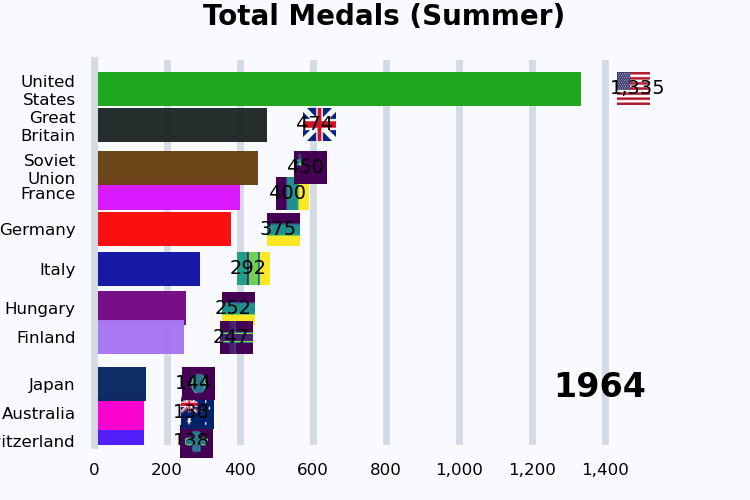 Total Medals (Summer)
United
States
1,335
Great
Britain
474
Soviet
Union
450
France
400
Germany
375
Italy
292
Hungary
252
Finland
247
Japan
144
1964
Australia
138
itzerland
138
0 200 400 600 800 1,000 1,200 1,400